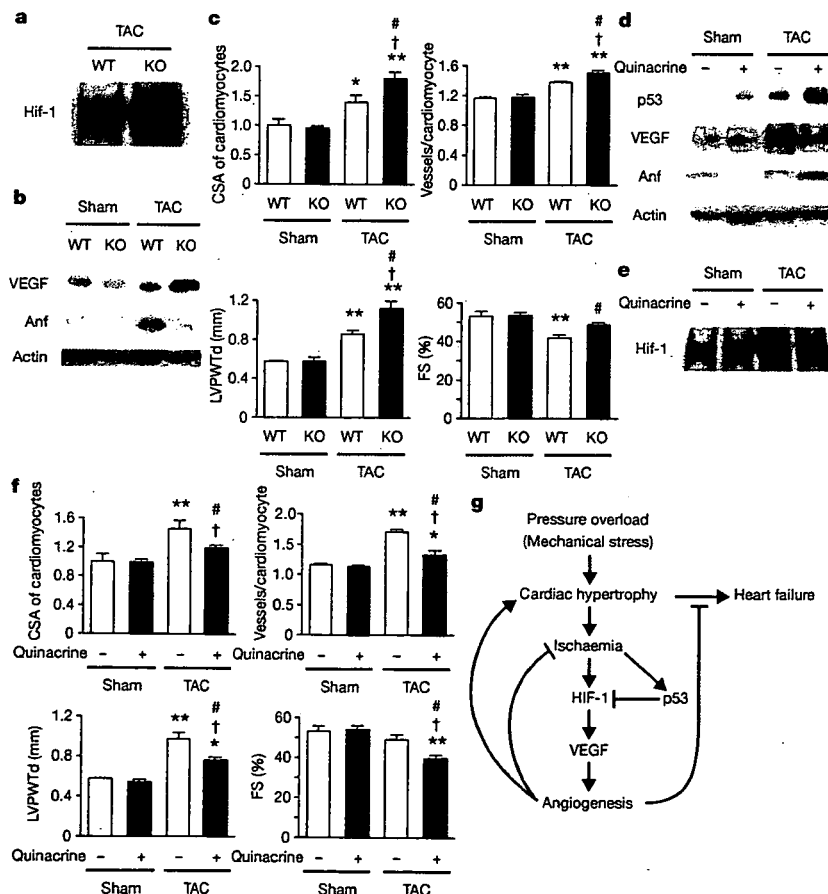 a
TAC
WT KO
Hif-1
b
Sham TAC
WT KO WT KO
VEGF
Anf
Actin
c
CSA of cardiomyocytes
2.0
1.5
1.0
0.5
0
*
#
†
**
WT KO WT KO
Sham TAC
Vessels/cardiomyocyte
1.6
1.2
0.8
0.4
0
**
#
†
**
WT KO WT KO
Sham TAC
LVPWTd (mm)
1.2
0.8
0.4
0
**
#
†
**
WT KO WT KO
Sham TAC
FS (%)
60
40
20
0
**
#
WT KO WT KO
Sham TAC
d
Sham TAC
Quinacrine – + – +
p53
VEGF
Anf
Actin
e
Sham TAC
Quinacrine – + – +
Hif-1
f
CSA of cardiomyocytes
1.6
1.2
0.8
0.4
0
**
#
†
Quinacrine – + – +
Sham TAC
Vessels/cardiomyocyte
2.0
1.5
1.0
0.5
0
**
#
†
*
Quinacrine – + – +
Sham TAC
LVPWTd (mm)
1.2
0.8
0.4
0
**
#
†
*
Quinacrine – + – +
Sham TAC
FS (%)
60
40
20
0
#
†
**
Quinacrine – + – +
Sham TAC
g
Pressure overload
(Mechanical stress)
Cardiac hypertrophy Heart failure
Ischaemia
HIF-1 p53
VEGF
Angiogenesis